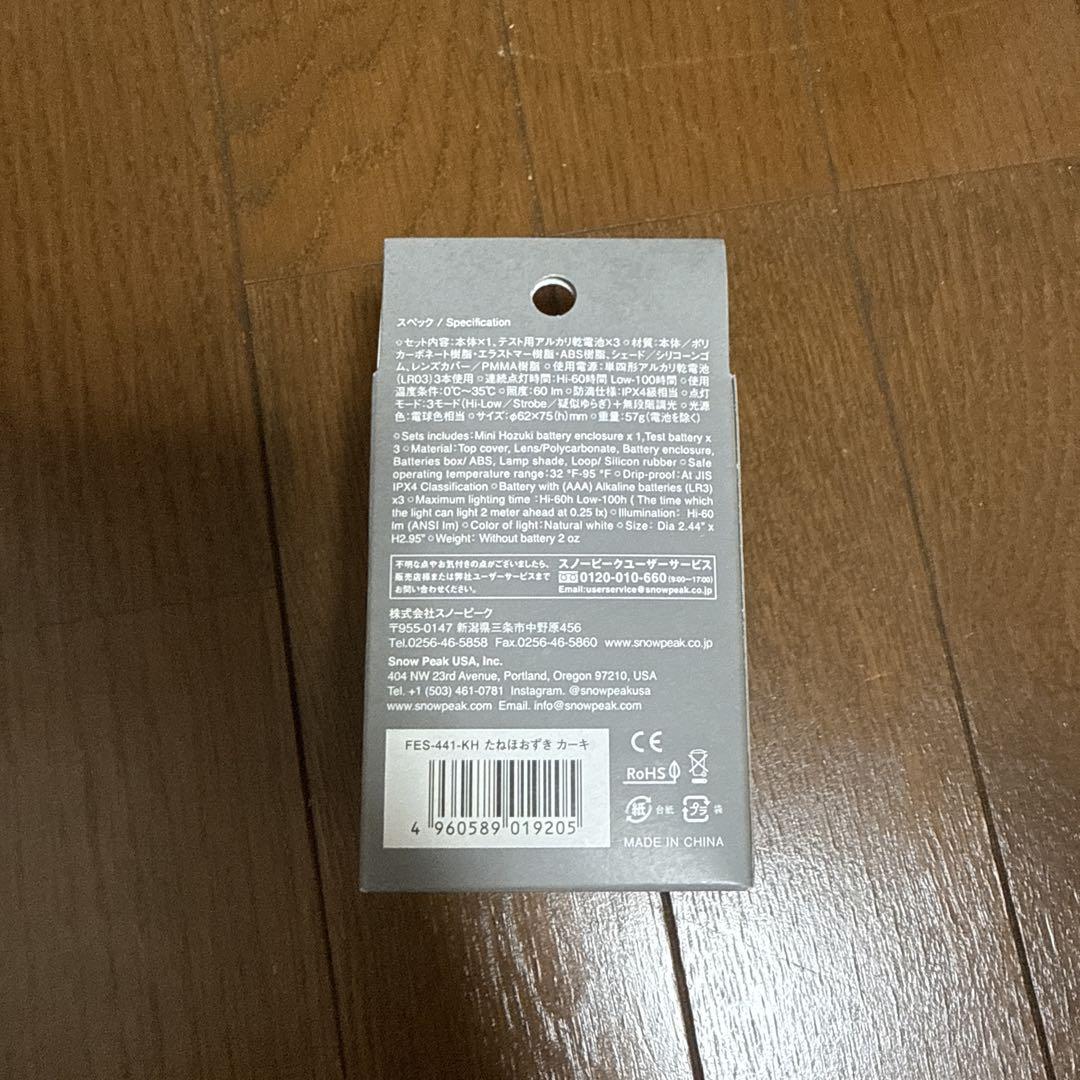 スペック / Specification
○セット内容:本体×1、テスト用アルカリ乾電池×3○材質:本体/ポリ
カーボネート樹脂・エラストマー樹脂・ABS樹脂、シェード/シリコーンゴ
ム、レンズカバー/PMMA樹脂○使用電源:単四形アルカリ乾電池
(LR03)3本使用○連続点灯時間:Hi-60時間 Low-100時間○使用
温度条件:0℃〜35℃○照度:60 lm○防滴仕様:IPX4級相当○点灯
モード:3モード(Hi-Low/Strobe/疑似ゆらぎ)+無段階調光○光源
色:電球色相当○サイズ:φ62×75(h)mm○重量:57g(電池を除く)
○Sets includes:Mini Hozuki battery enclosure x 1,Test battery x
3○Material:Top cover, Lens/Polycarbonate, Battery enclosure,
Batteries box/ ABS, Lamp shade, Loop/ Silicon rubber○Safe
operating temperature range:32 °F-95 °F○Drip-proof:At JIS
IPX4 Classification○Battery with (AAA) Alkaline batteries (LR3)
x3○Maximum lighting time :Hi-60h Low-100h ( The time which
the light can light 2 meter ahead at 0.25 lx)○Illumination: Hi-60
lm (ANSI lm)○Color of light:Natural white○Size: Dia 2.44" x
H2.95"○Weight: Without battery 2 oz
不明な点やお気付きの点がございましたら、
販売店様または弊社ユーザーサービスまで
お問い合わせください。
スノーピークユーザーサービス
0120-010-660(9:00〜17:00)
Email:userservice@snowpeak.co.jp
株式会社スノーピーク
〒955-0147 新潟県三条市中野原456
Tel.0256-46-5858 Fax.0256-46-5860 www.snowpeak.co.jp
Snow Peak USA, Inc.
404 NW 23rd Avenue, Portland, Oregon 97210, USA
Tel. +1 (503) 461-0781 Instagram. @snowpeakusa
www.snowpeak.com Email. info@snowpeak.com
FES-441-KH たねほおずき カーキ
4 960589 019205
CE
RoHS
紙 台紙 プラ 袋
MADE IN CHINA